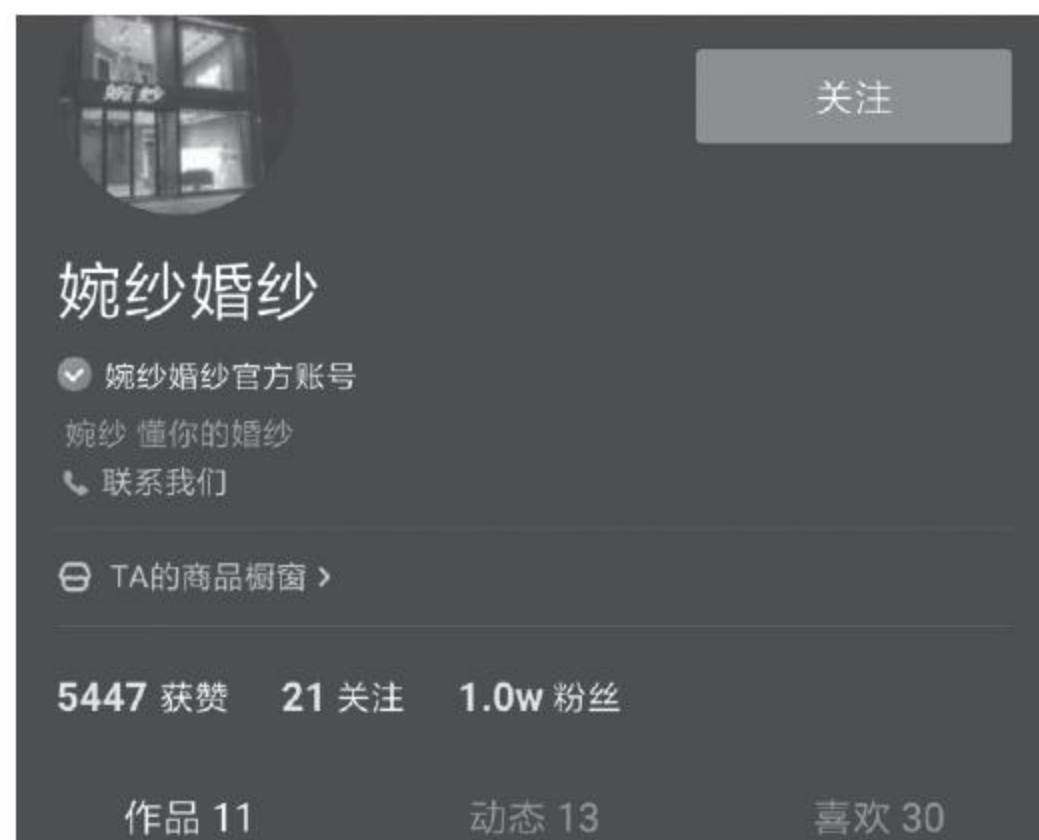 婉纱
关注
婉纱婚纱
婉纱婚纱官方账号
婉纱 懂你的婚纱
联系我们
TA的商品橱窗 >
5447 获赞 21 关注 1.0w 粉丝
作品 11 动态 13 喜欢 30